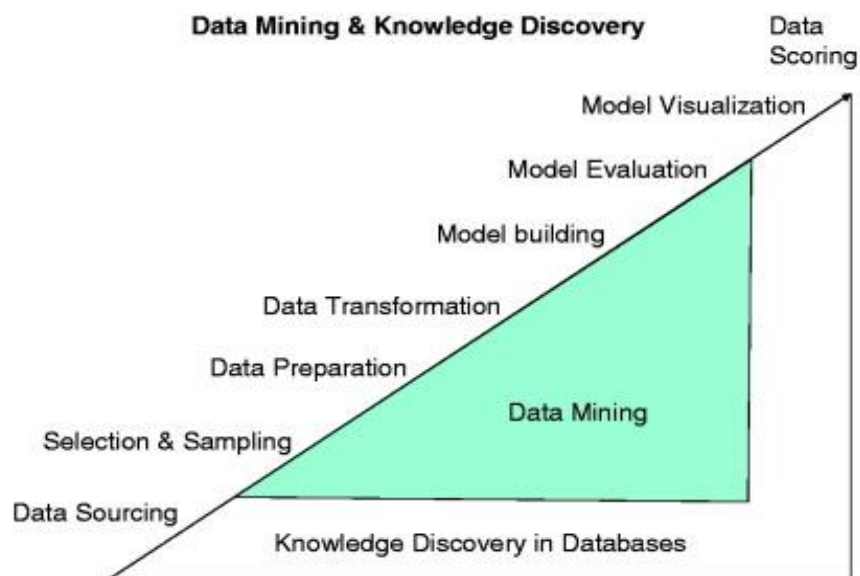 Data Mining & Knowledge Discovery
Data
Scoring
Model Visualization
Model Evaluation
Model building
Data Transformation
Data Preparation
Data Mining
Selection & Sampling
Data Sourcing
Knowledge Discovery in Databases